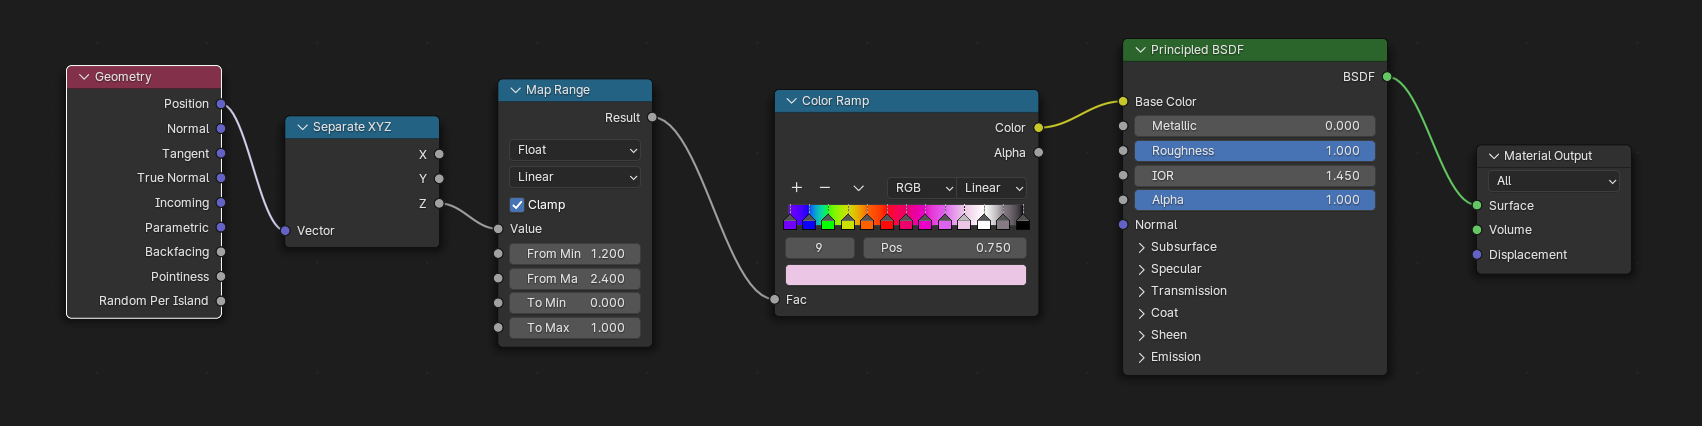 Geometry
Position
Normal
Tangent
True Normal
Incoming
Parametric
Backfacing
Pointiness
Random Per Island
Separate XYZ
X
Y
Z
Vector
Map Range
Result
Float
Linear
Clamp
Value
From Min 1.200
From Ma 2.400
To Min 0.000
To Max 1.000
Color Ramp
Color
Alpha
+ − RGB Linear
9 Pos 0.750
Fac
Principled BSDF
BSDF
Base Color
Metallic 0.000
Roughness 1.000
IOR 1.450
Alpha 1.000
Normal
Subsurface
Specular
Transmission
Coat
Sheen
Emission
Material Output
All
Surface
Volume
Displacement